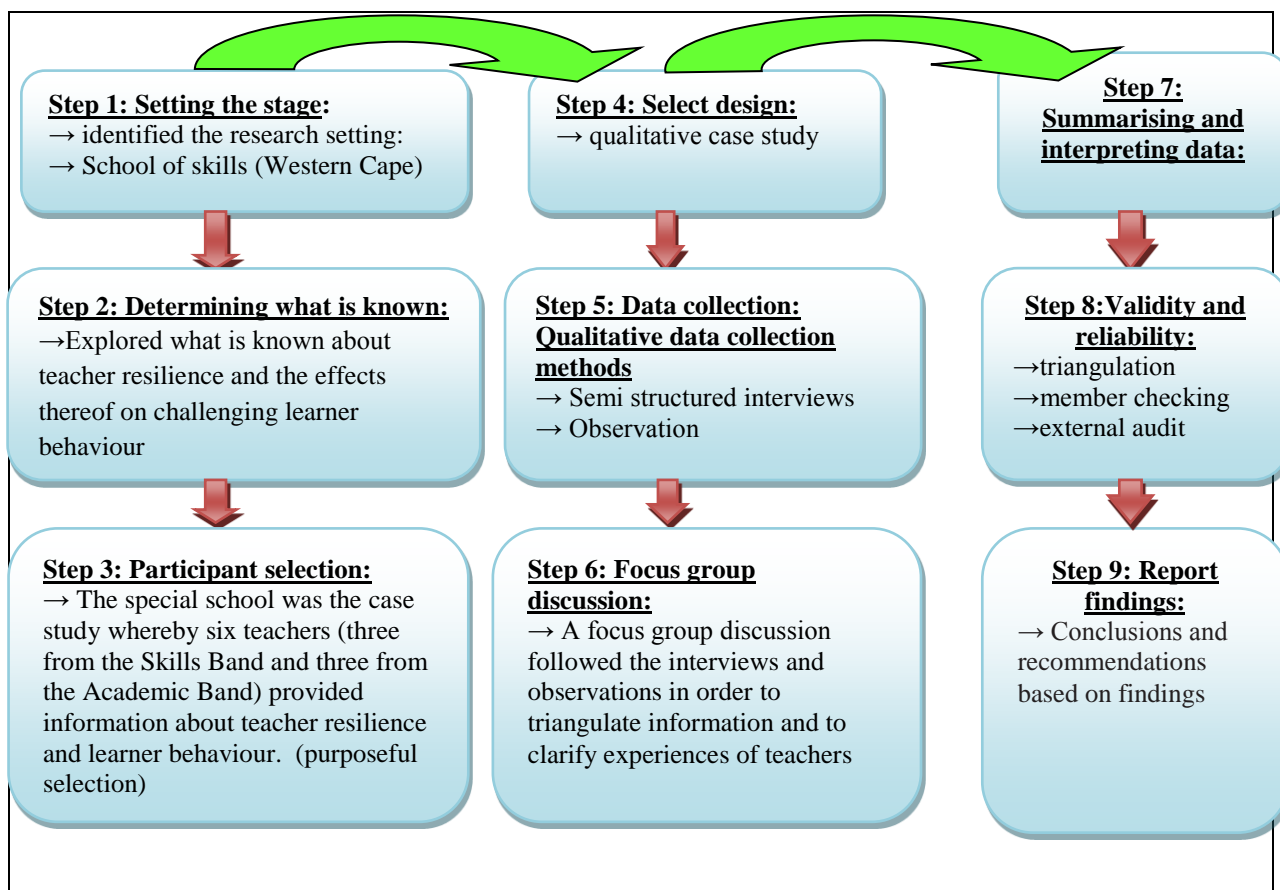 Step 1: Setting the stage:
→ identified the research setting:
→ School of skills (Western Cape)
Step 2: Determining what is known:
→Explored what is known about
teacher resilience and the effects
thereof on challenging learner
behaviour
Step 3: Participant selection:
→ The special school was the case
study whereby six teachers (three
from the Skills Band and three from
the Academic Band) provided
information about teacher resilience
and learner behaviour.  (purposeful
selection)
Step 4: Select design:
→ qualitative case study
Step 5: Data collection:
Qualitative data collection
methods
→ Semi structured interviews
→ Observation
Step 6: Focus group
discussion:
→ A focus group discussion
followed the interviews and
observations in order to
triangulate information and to
clarify experiences of teachers
Step 7:
Summarising and
interpreting data:
Step 8:Validity and
reliability:
→triangulation
→member checking
→external audit
Step 9: Report
findings:
→ Conclusions and
recommendations
based on findings